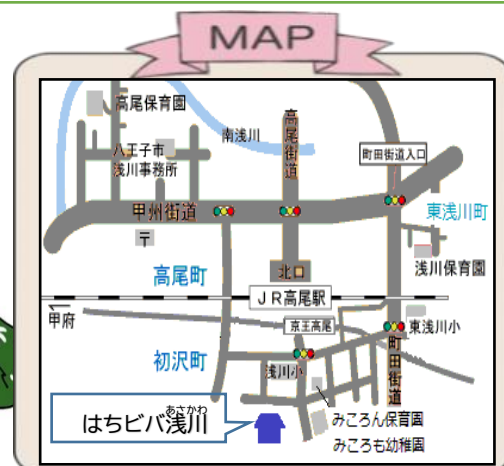 MAP
高尾保育園
南浅川
高尾街道
町田街道入口
八王子市
浅川事務所
東浅川町
甲州街道
〒
浅川保育園
高尾町
北口
JR高尾駅
甲府
京王高尾
東浅川小
町田街道
初沢町
浅川小
あさかわ
はちビバ浅川
みころん保育園
みころも幼稚園